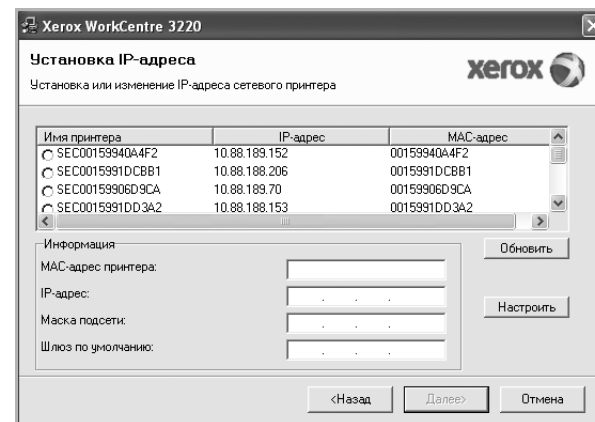 Xerox WorkCentre 3220
Установка IP-адреса
Установка или изменение IP-адреса сетевого принтера
xerox
Имя принтера IP-адрес MAC-адрес
SEC00159940A4F2 10.88.189.152 00159940A4F2
SEC0015991DCBB1 10.88.188.206 0015991DCBB1
SEC00159906D9CA 10.88.189.70 00159906D9CA
SEC0015991DD3A2 10.88.188.153 0015991DD3A2
Информация
Обновить
MAC-адрес принтера:
IP-адрес:
Настроить
Маска подсети:
Шлюз по умолчанию:
<Назад Далее> Отмена